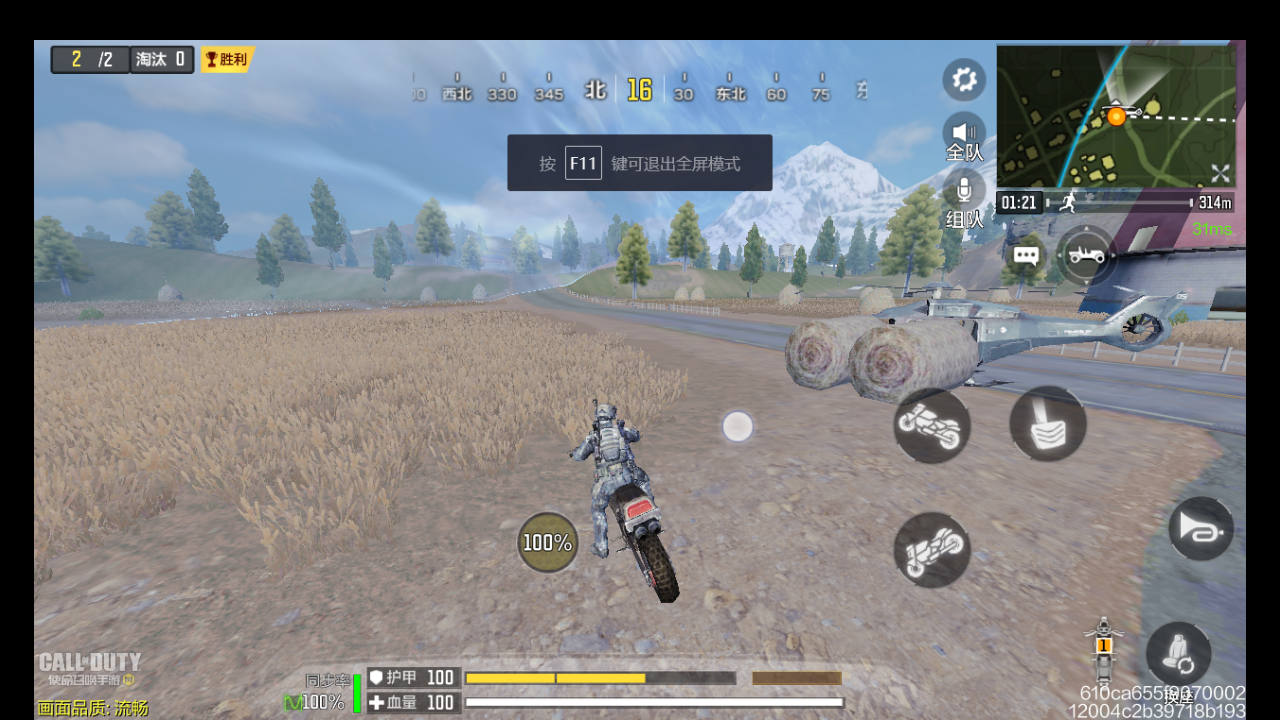 2 /2 淘汰 0 胜利
西北 330 345 北 16 30 东北 60 75
按 F11 键可退出全屏模式
全队
组队
01:21 314m
31ms
100%
1
CALL OF DUTY
使命召唤手游
画面品质: 流畅
同步率
100%
护甲 100
血量 100
换座
610ca6559070002
12004c2b39718b193